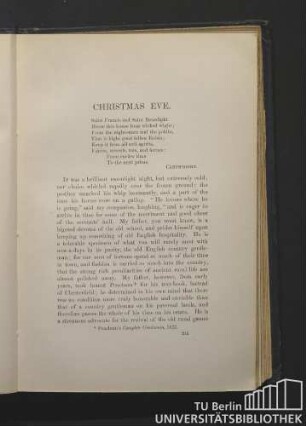 CHRISTMAS EVE.
Saint Francis and Saint Benedight
Blesse this house from wicked wight;
From the night-mare and the goblin,
That is hight good fellow Robin;
Keep it from all evil spirits,
Fairies, weezels, rats, and ferrets:
From curfew time
To the next prime.
CARTWRIGHT.
It was a brilliant moonlight night, but extremely cold;
our chaise whirled rapidly over the frozen ground; the
postboy smacked his whip incessantly, and a part of the
time his horses were on a gallop. "He knows where he
is going," said my companion, laughing, "and is eager to
arrive in time for some of the merriment and good cheer
of the servants' hall. My father, you must know, is a
bigoted devotee of the old school, and prides himself upon
keeping up something of old English hospitality. He is
a tolerable specimen of what you will rarely meet with
now-a-days in its purity, the old English country gentle-
man; for our men of fortune spend so much of their time
in town, and fashion is carried so much into the country,
that the strong rich peculiarities of ancient rural life are
almost polished away. My father, however, from early
years, took honest Peacham* for his textbook, instead
of Chesterfield; he determined in his own mind that there
was no condition more truly honorable and enviable than
that of a country gentleman on his paternal lands, and
therefore passes the whole of his time on his estate. He is
a strenuous advocate for the revival of the old rural games
* Peacham's Complete Gentleman, 1622.
TU Berlin
UNIVERSITÄTSBIBLIOTHEK